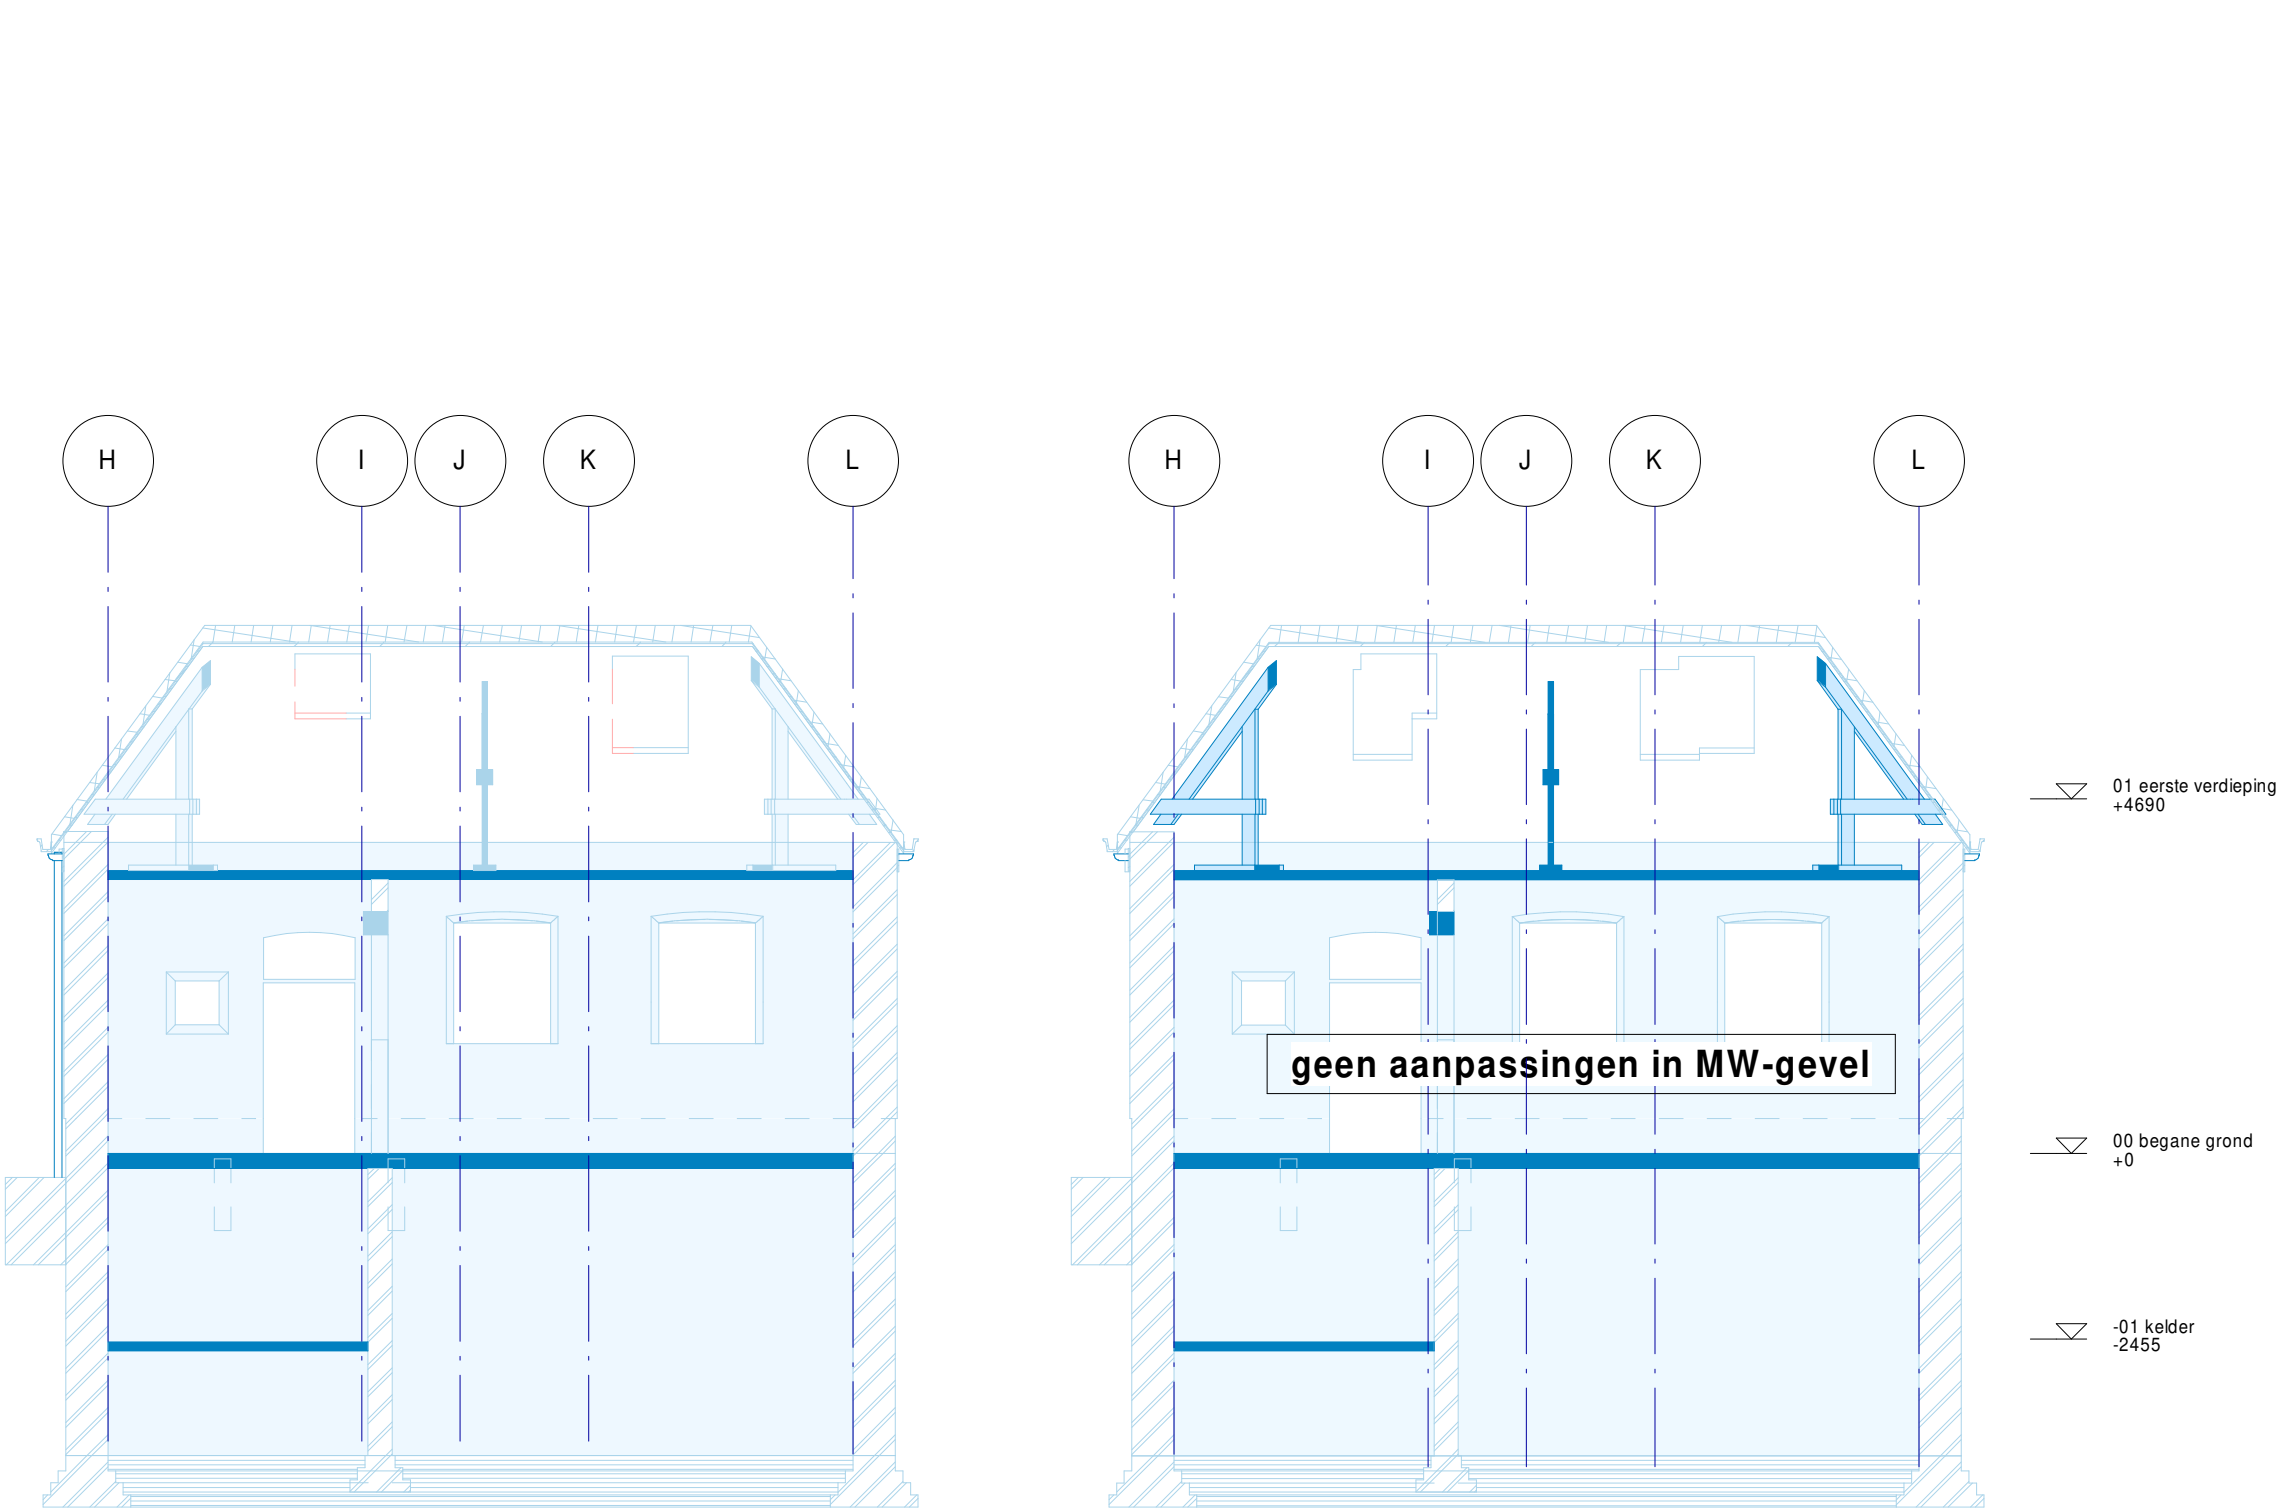 H I J K L H I J K L
01 eerste verdieping
+4690
geen aanpassingen in MW-gevel
00 begane grond
+0
-01 kelder
-2455